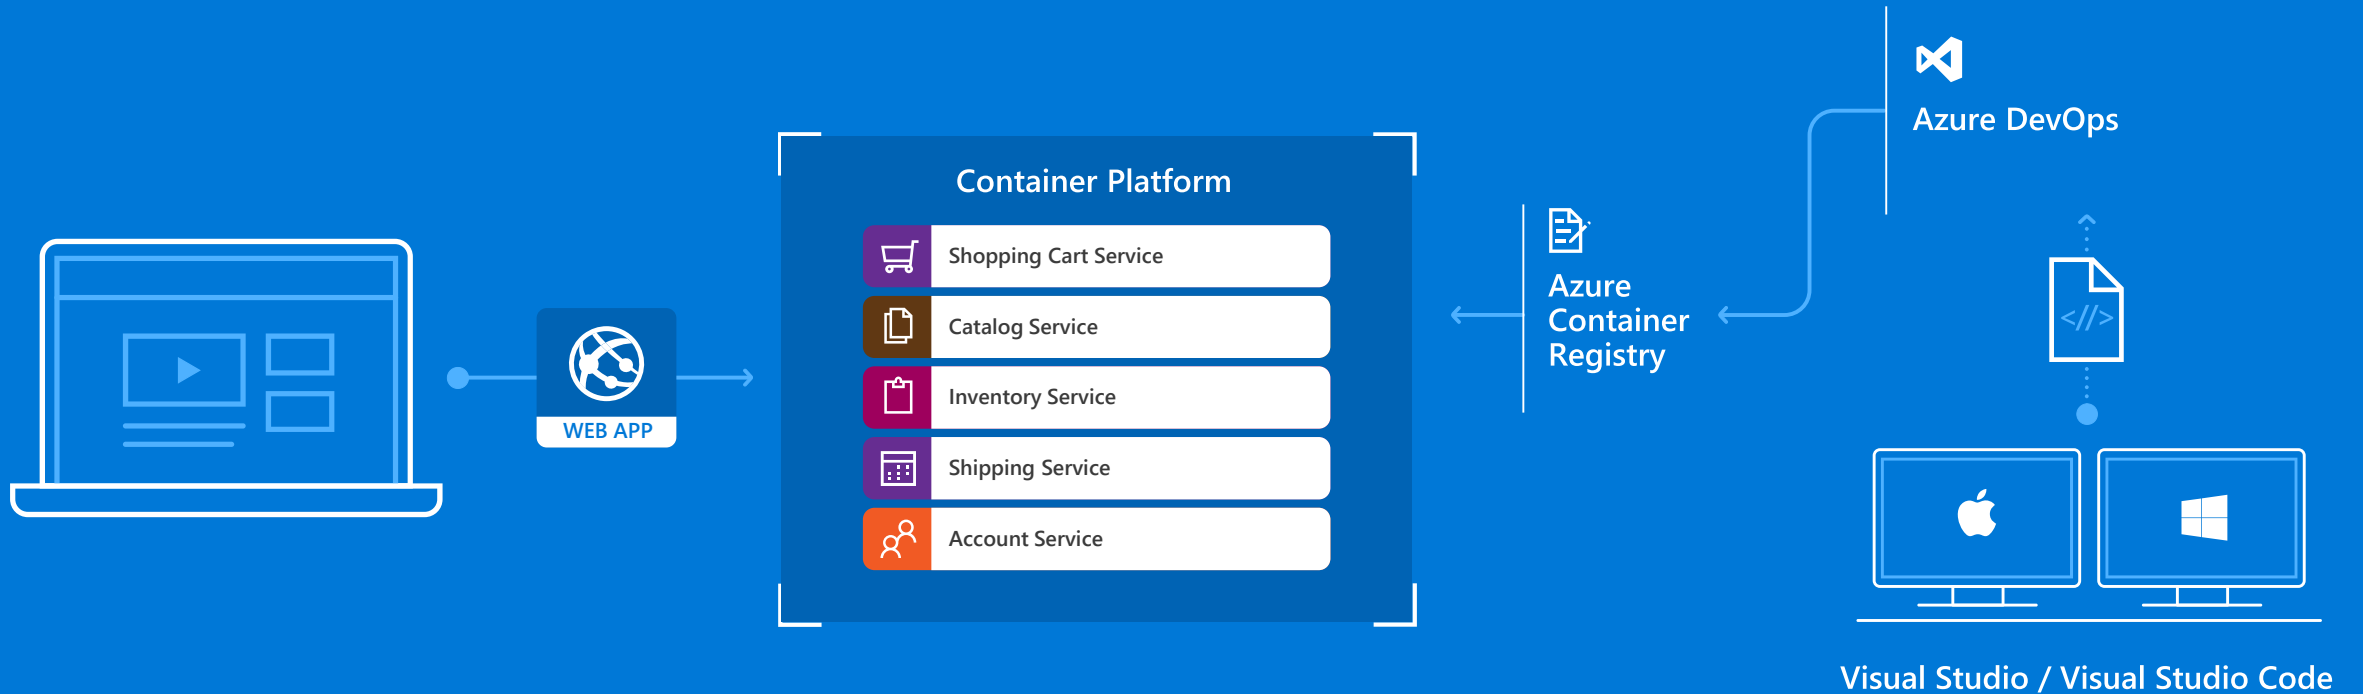 WEB APP
Container Platform
Shopping Cart Service
Catalog Service
Inventory Service
Shipping Service
Account Service
Azure
Container
Registry
Azure DevOps
<//>
Visual Studio / Visual Studio Code